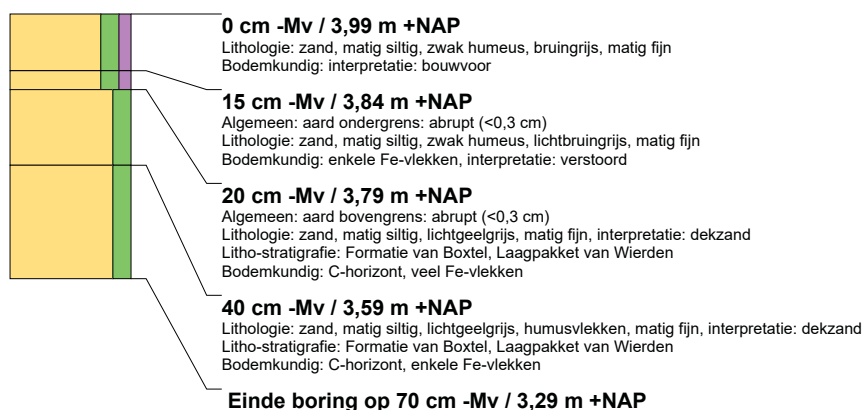 0 cm -Mv / 3,99 m +NAP
Lithologie: zand, matig siltig, zwak humeus, bruingrijs, matig fijn
Bodemkundig: interpretatie: bouwvoor
15 cm -Mv / 3,84 m +NAP
Algemeen: aard ondergrens: abrupt (<0,3 cm)
Lithologie: zand, matig siltig, zwak humeus, lichtbruingrijs, matig fijn
Bodemkundig: enkele Fe-vlekken, interpretatie: verstoord
20 cm -Mv / 3,79 m +NAP
Algemeen: aard bovengrens: abrupt (<0,3 cm)
Lithologie: zand, matig siltig, lichtgeelgrijs, matig fijn, interpretatie: dekzand
Litho-stratigrafie: Formatie van Boxtel, Laagpakket van Wierden
Bodemkundig: C-horizont, veel Fe-vlekken
40 cm -Mv / 3,59 m +NAP
Lithologie: zand, matig siltig, lichtgeelgrijs, humusvlekken, matig fijn, interpretatie: dekzand
Litho-stratigrafie: Formatie van Boxtel, Laagpakket van Wierden
Bodemkundig: C-horizont, enkele Fe-vlekken
Einde boring op 70 cm -Mv / 3,29 m +NAP